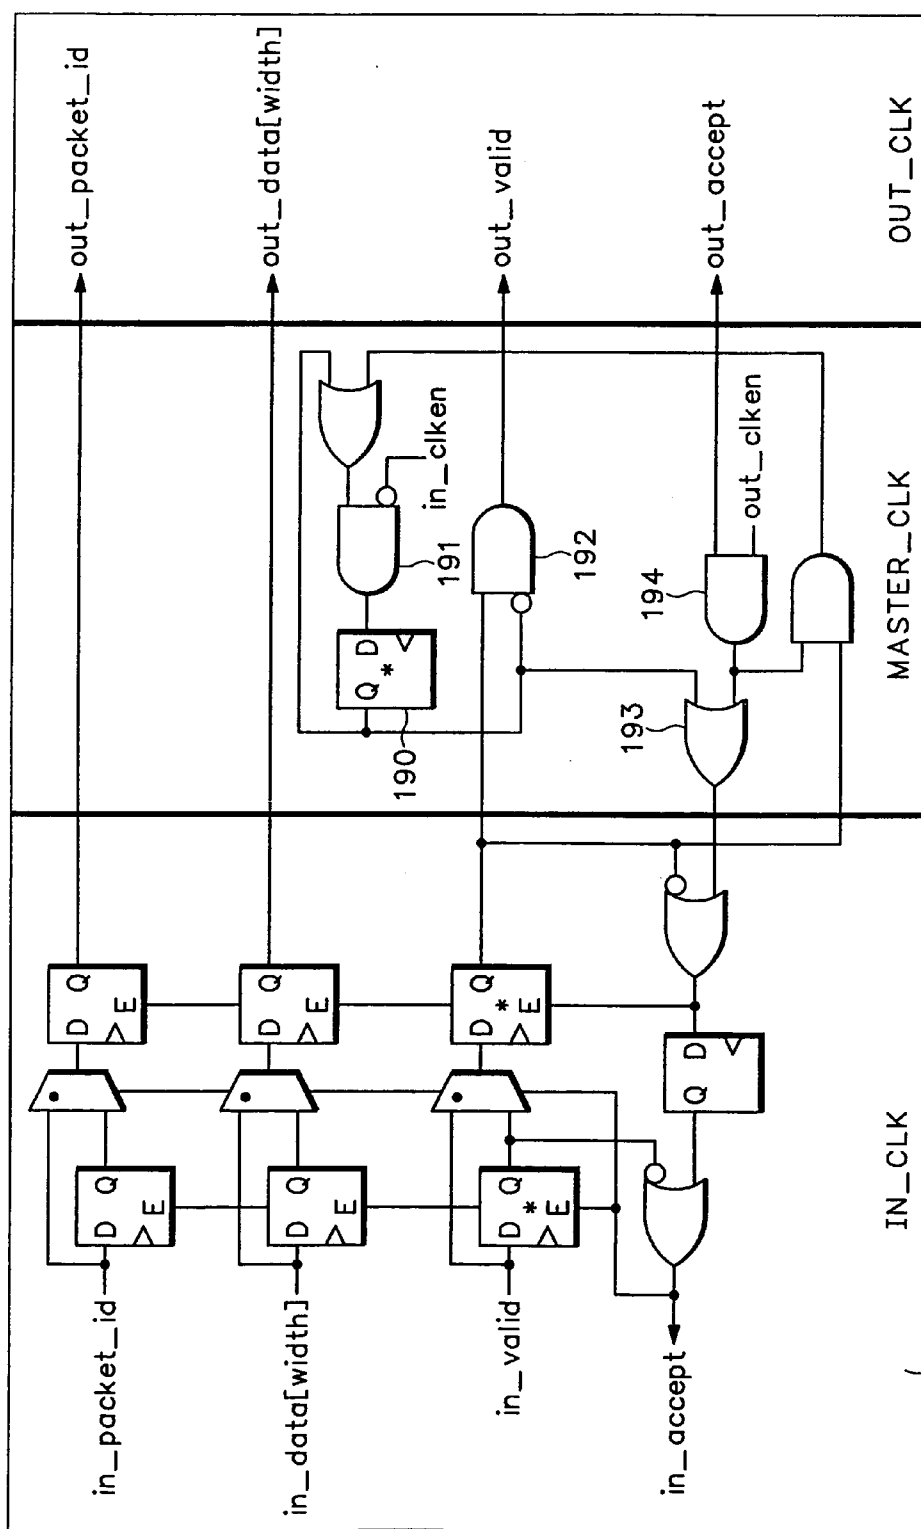 in_packet_id
D Q
E
D Q
E
out_packet_id
in_data[width]
D Q
E
D Q
E
out_data[width]
Q D
*
190
191
in_clken
in_valid
D Q
*
E
D Q
*
E
192
out_valid
in_accept
Q D
193
194
out_clken
out_accept
IN_CLK
MASTER_CLK
OUT_CLK